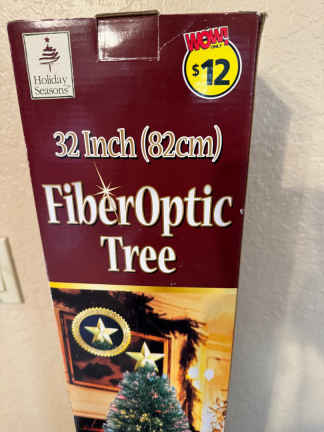 Holiday
Seasons
WOW!
ONLY
$12
32 Inch (82cm)
FiberOptic
Tree